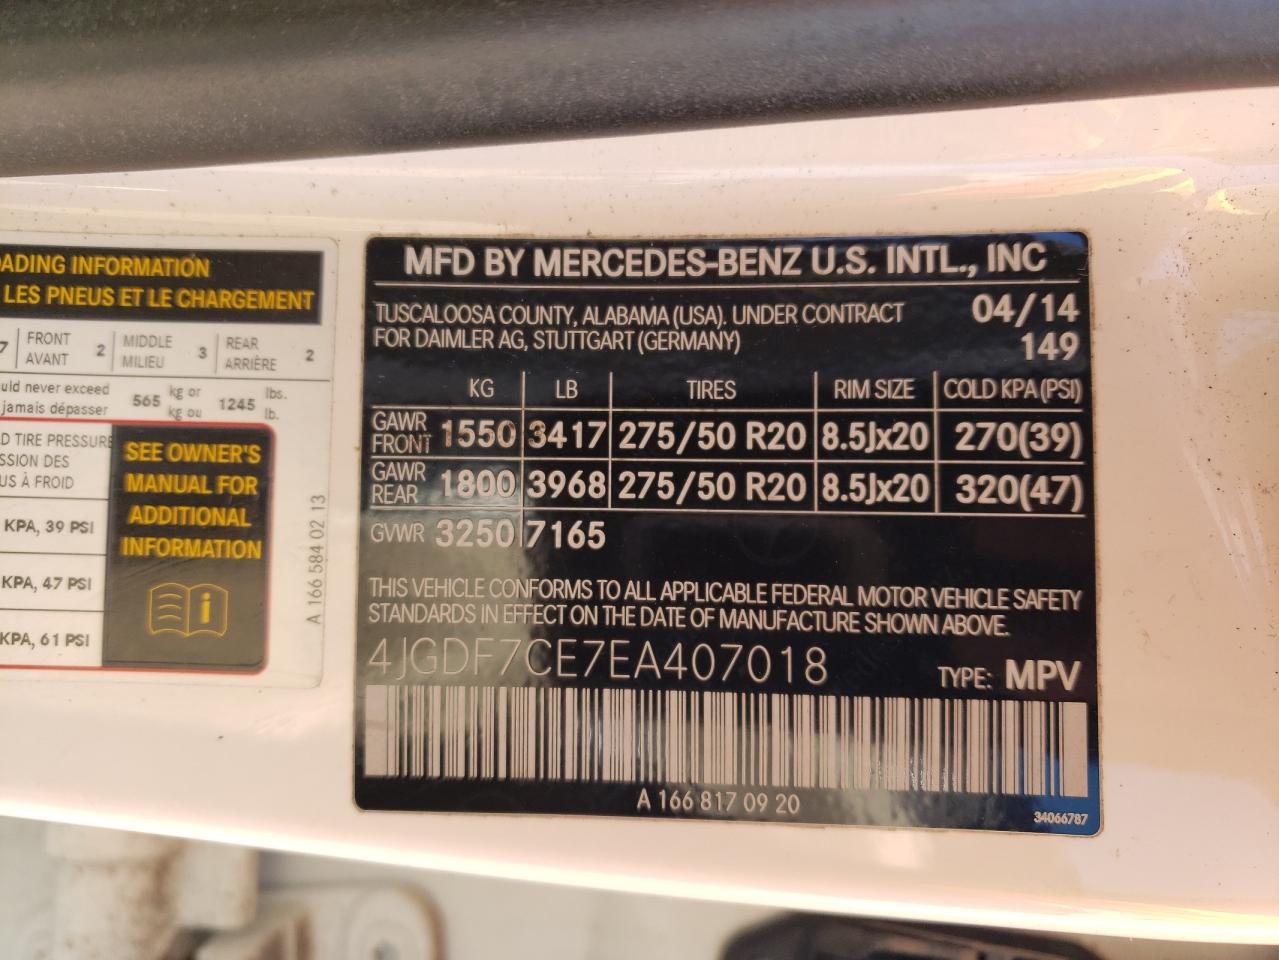 ADING INFORMATION
LES PNEUS ET LE CHARGEMENT
7 FRONT AVANT 2 MIDDLE MILIEU 3 REAR ARRIÈRE 2
uld never exceed
jamais dépasser
565 kg or kg ou 1245 lbs. lb.
D TIRE PRESSURE
SSION DES
US À FROID
KPA, 39 PSI
KPA, 47 PSI
KPA, 61 PSI
SEE OWNER'S
MANUAL FOR
ADDITIONAL
INFORMATION
i
A 166 584 02 13
MFD BY MERCEDES-BENZ U.S. INTL., INC
TUSCALOOSA COUNTY, ALABAMA (USA). UNDER CONTRACT 04/14
FOR DAIMLER AG, STUTTGART (GERMANY) 149
KG LB TIRES RIM SIZE COLD KPA (PSI)
GAWR FRONT 1550 3417 275/50 R20 8.5Jx20 270(39)
GAWR REAR 1800 3968 275/50 R20 8.5Jx20 320(47)
GVWR 3250 7165
THIS VEHICLE CONFORMS TO ALL APPLICABLE FEDERAL MOTOR VEHICLE SAFETY
STANDARDS IN EFFECT ON THE DATE OF MANUFACTURE SHOWN ABOVE.
4JGDF7CE7EA407018 TYPE: MPV
A 166 817 09 20
34066787